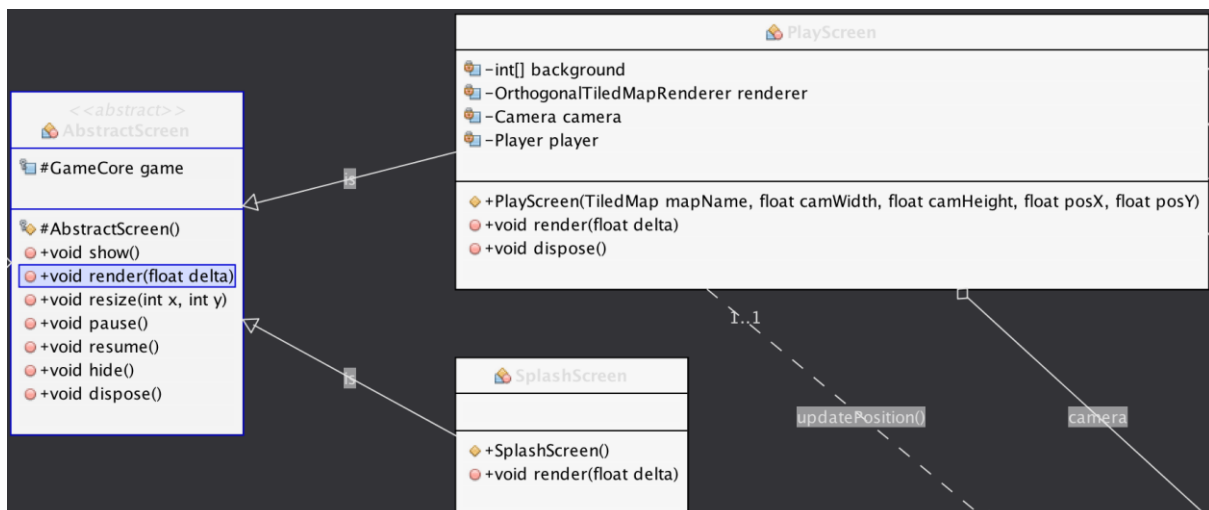 <<abstract>>
AbstractScreen
#GameCore game
#AbstractScreen()
+void show()
+void render(float delta)
+void resize(int x, int y)
+void pause()
+void resume()
+void hide()
+void dispose()
is
is
PlayScreen
-int[] background
-OrthogonalTiledMapRenderer renderer
-Camera camera
-Player player
+PlayScreen(TiledMap mapName, float camWidth, float camHeight, float posX, float posY)
+void render(float delta)
+void dispose()
1..1
updatePosition()
camera
SplashScreen
+SplashScreen()
+void render(float delta)